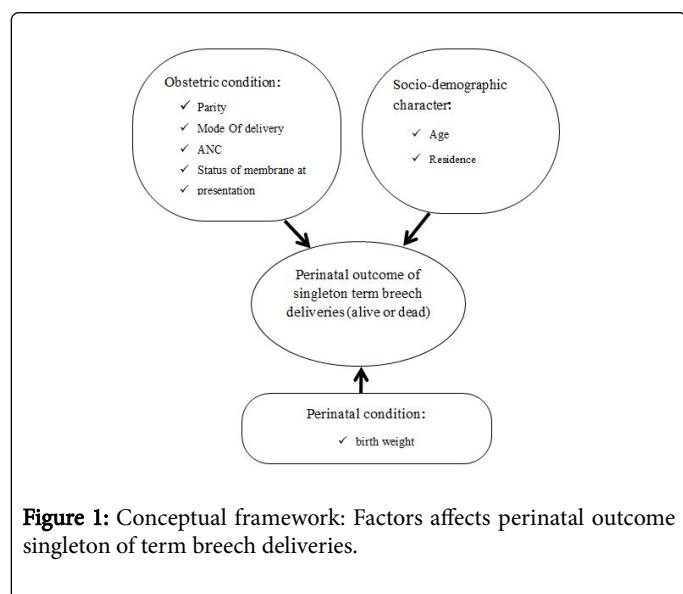 Obstetric condition:
✓ Parity
✓ Mode Of delivery
✓ ANC
✓ Status of membrane at
✓ presentation
Socio-demographic
character:
✓ Age
✓ Residence
Perinatal outcome of
singleton term breech
deliveries (alive or dead)
Perinatal condition:
✓ birth weight
Figure 1: Conceptual framework: Factors affects perinatal outcome
singleton of term breech deliveries.